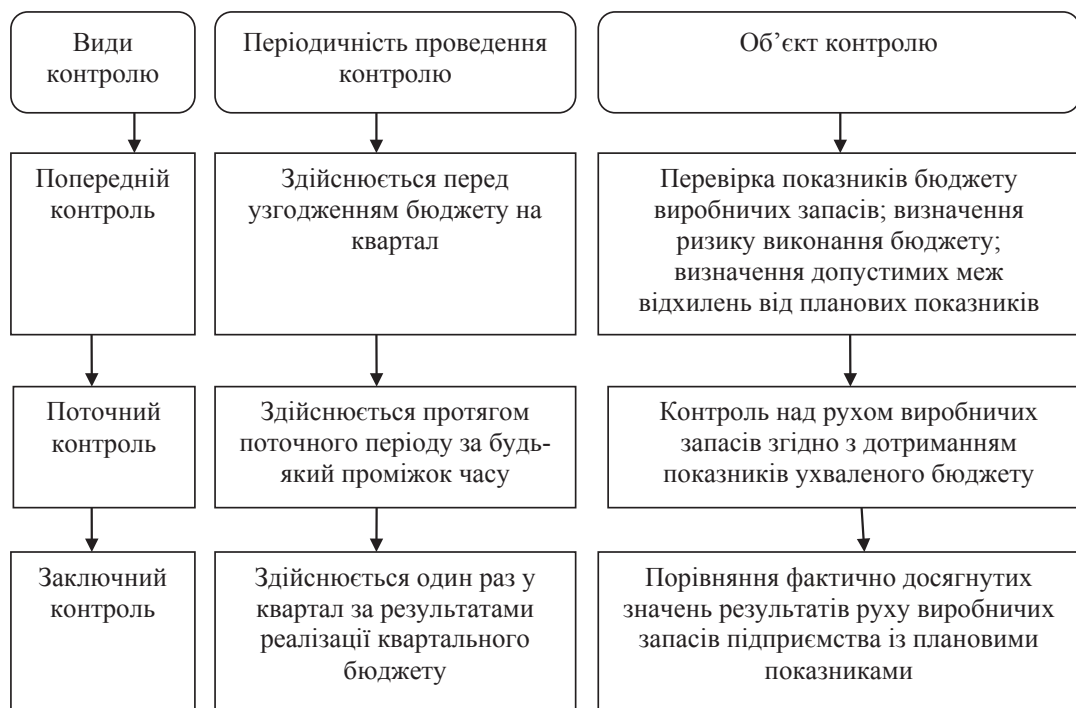 Види
контролю
Періодичність проведення
контролю
Об’єкт контролю
Попередній
контроль
Здійснюється перед
узгодженням бюджету на
квартал
Перевірка показників бюджету
виробничих запасів; визначення
ризику виконання бюджету;
визначення допустимих меж
відхилень від планових показників
Поточний
контроль
Здійснюється протягом
поточного періоду за будь-
який проміжок часу
Контроль над рухом виробничих
запасів згідно з дотриманням
показників ухваленого бюджету
Заключний
контроль
Здійснюється один раз у
квартал за результатами
реалізації квартального
бюджету
Порівняння фактично досягнутих
значень результатів руху виробничих
запасів підприємства із плановими
показниками